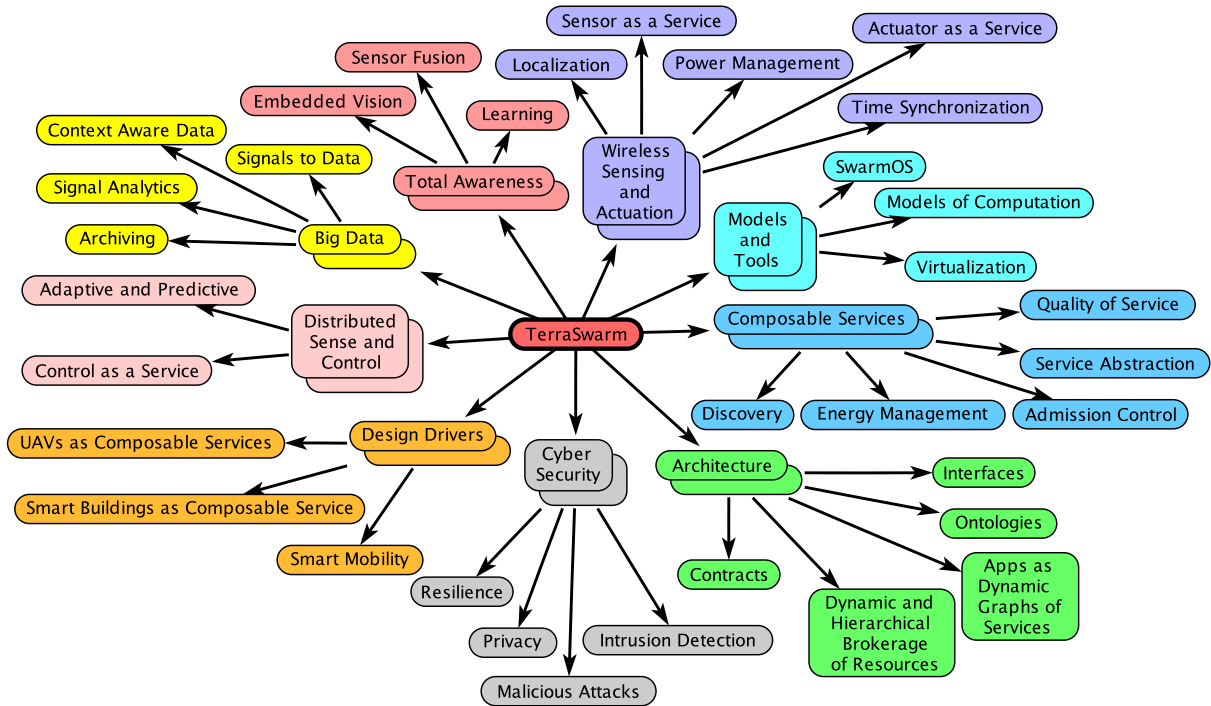 Sensor as a Service
Actuator as a Service
Sensor Fusion
Localization
Power Management
Embedded Vision
Learning
Time Synchronization
Context Aware Data
Signals to Data
Wireless
Sensing
and
Actuation
SwarmOS
Signal Analytics
Total Awareness
Models of Computation
Models
and
Tools
Archiving
Big Data
Virtualization
Adaptive and Predictive
Distributed
Sense and
Control
TerraSwarm
Composable Services
Quality of Service
Control as a Service
Service Abstraction
Discovery
Energy Management
Admission Control
UAVs as Composable Services
Design Drivers
Cyber
Security
Architecture
Interfaces
Smart Buildings as Composable Service
Ontologies
Smart Mobility
Resilience
Contracts
Apps as
Dynamic
Graphs of
Services
Dynamic and
Hierarchical
Brokerage
of Resources
Privacy
Intrusion Detection
Malicious Attacks